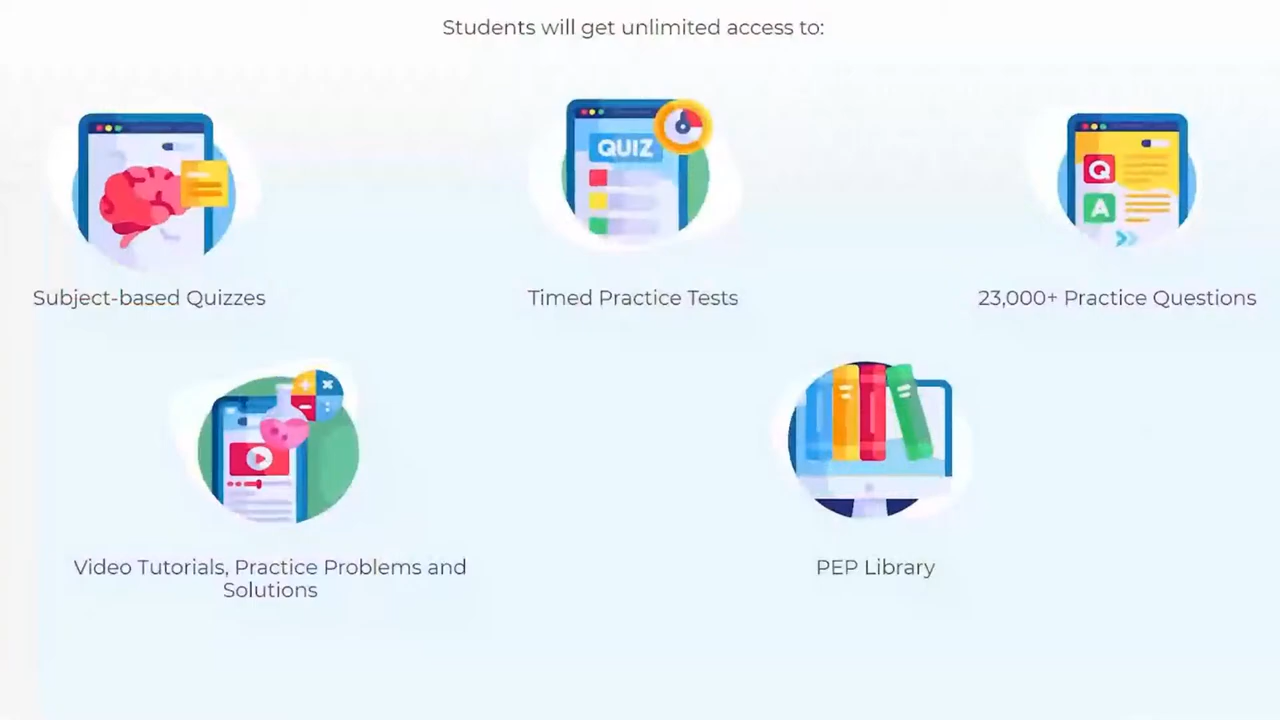 Students will get unlimited access to:
QUIZ
Q
A
Subject-based Quizzes
Timed Practice Tests
23,000+ Practice Questions
Video Tutorials, Practice Problems and
Solutions
PEP Library